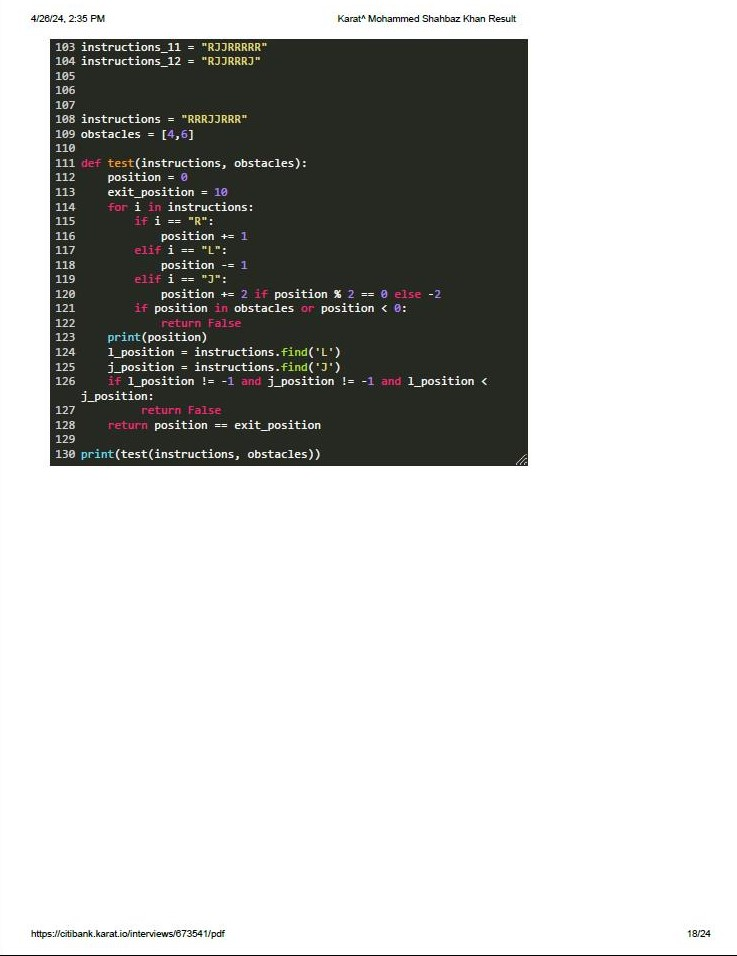 4/26/24, 2:35 PM Karat^ Mohammed Shahbaz Khan Result
103 instructions_11 = "RJJRRRRR"
104 instructions_12 = "RJJRRRJ"
105
106
107
108 instructions = "RRRJJRRR"
109 obstacles = [4,6]
110
111 def test(instructions, obstacles):
112     position = 0
113     exit_position = 10
114     for i in instructions:
115         if i == "R":
116             position += 1
117         elif i == "L":
118             position -= 1
119         elif i == "J":
120             position += 2 if position % 2 == 0 else -2
121         if position in obstacles or position < 0:
122             return False
123     print(position)
124     l_position = instructions.find('L')
125     j_position = instructions.find('J')
126     if l_position != -1 and j_position != -1 and l_position <
j_position:
127          return False
128     return position == exit_position
129
130 print(test(instructions, obstacles))
https://citibank.karat.io/interviews/673541/pdf 18/24